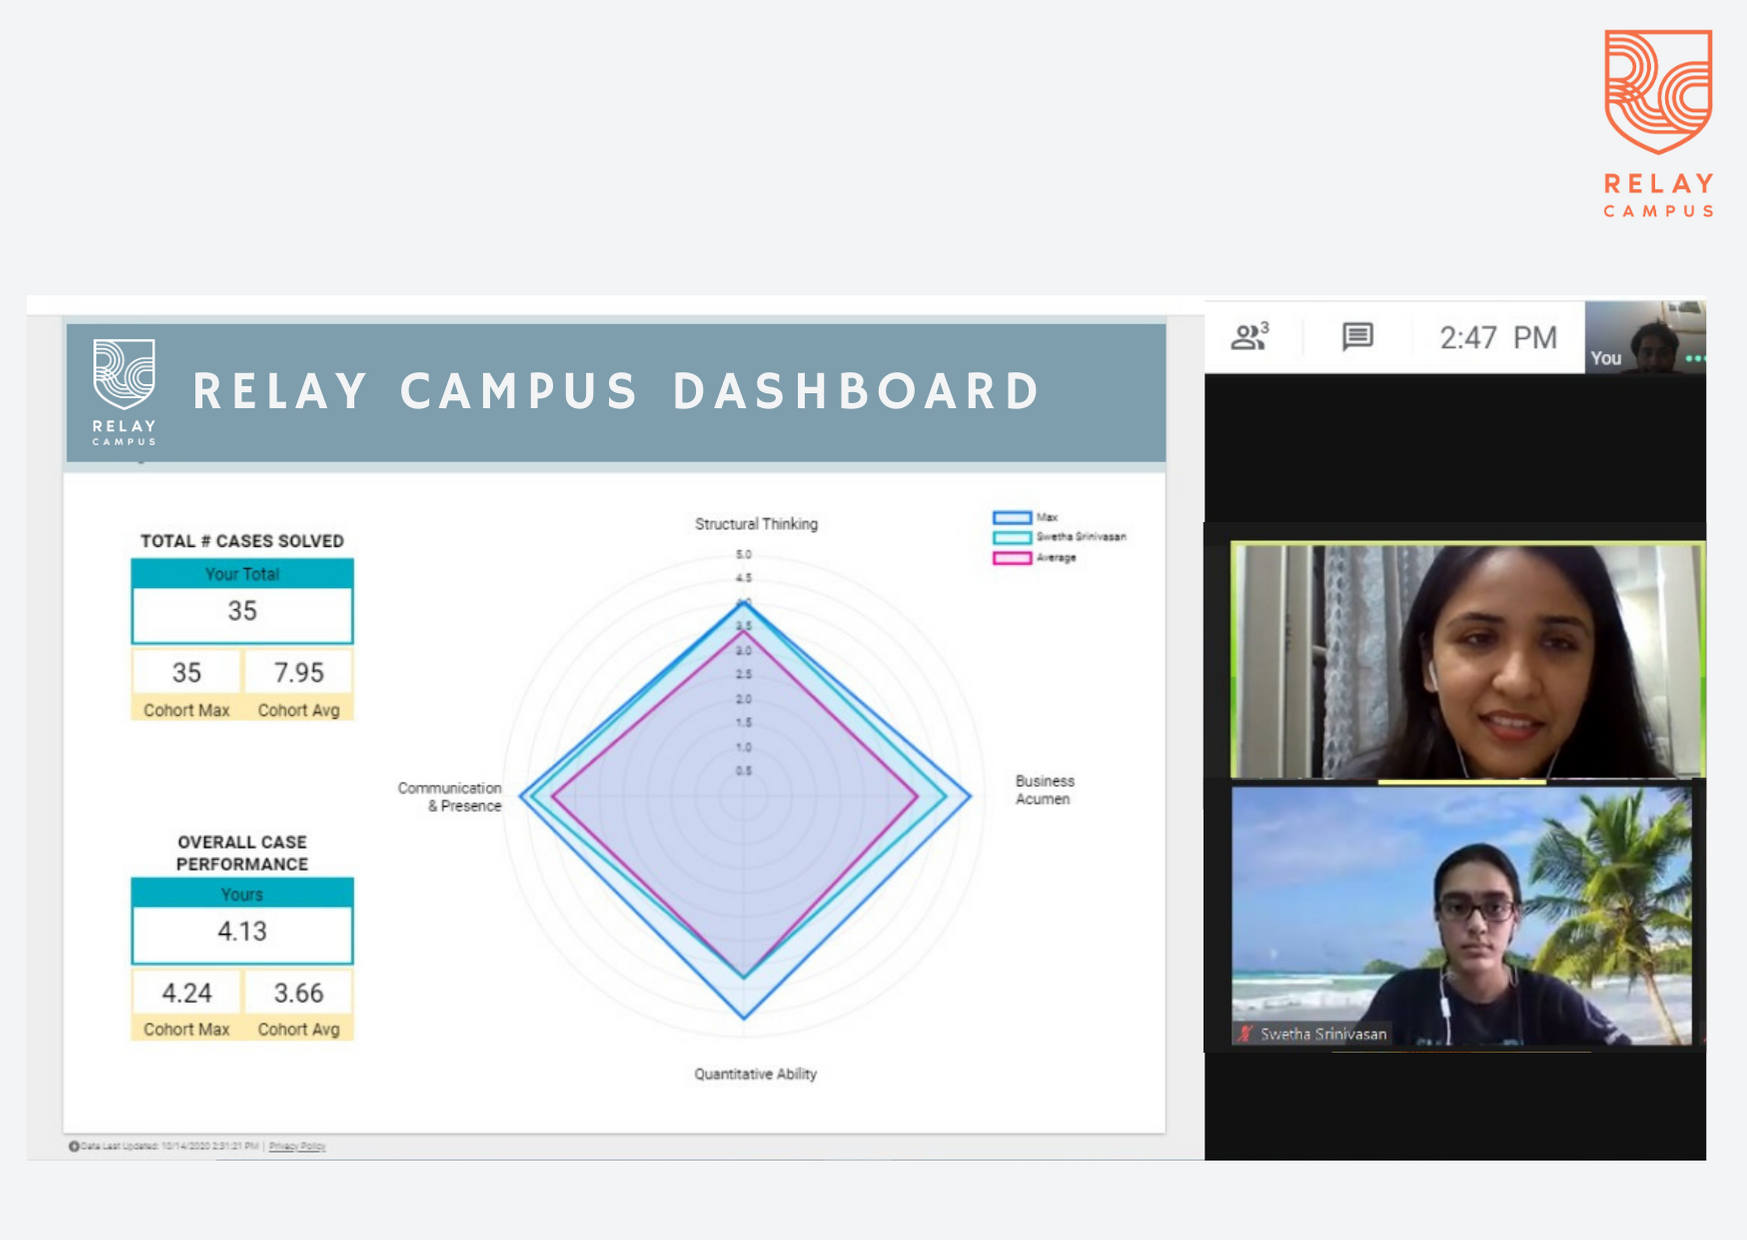 RELAY
CAMPUS
RELAY
CAMPUS
RELAY CAMPUS DASHBOARD
3
2:47 PM
You
TOTAL # CASES SOLVED
Your Total
35
35
7.95
Cohort Max
Cohort Avg
OVERALL CASE
PERFORMANCE
Yours
4.13
4.24
3.66
Cohort Max
Cohort Avg
Structural Thinking
Max
Swetha Srinivasan
Average
5.0
4.5
4.0
3.5
3.0
2.5
2.0
1.5
1.0
0.5
Communication
& Presence
Business
Acumen
Quantitative Ability
Swetha Srinivasan
Data Last Updated: 10/14/2020 2:31:21 PM | Privacy Policy